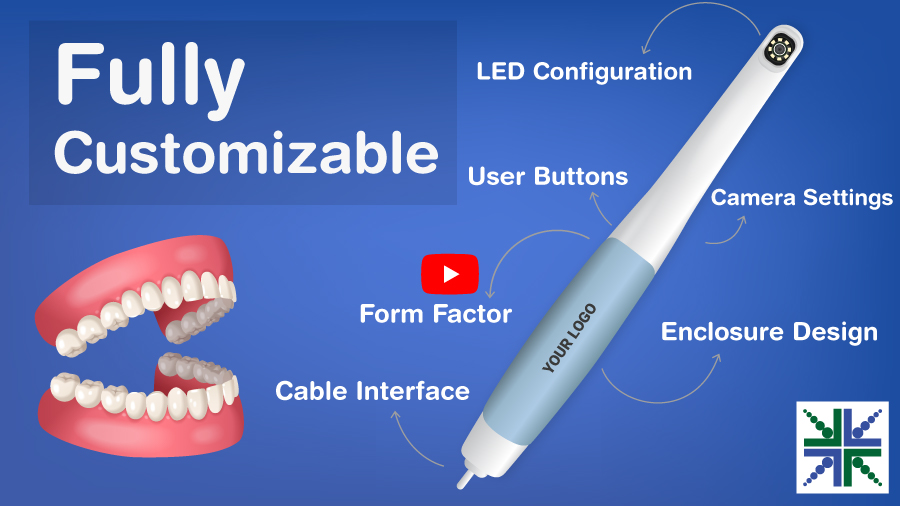 Fully
Customizable
LED Configuration
User Buttons
Camera Settings
Form Factor
YOUR LOGO
Enclosure Design
Cable Interface